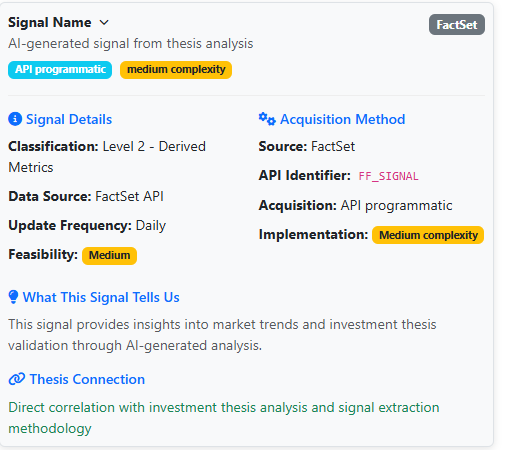 Signal Name
FactSet
AI-generated signal from thesis analysis
API programmatic
medium complexity
Signal Details
Classification: Level 2 - Derived
Metrics
Data Source: FactSet API
Update Frequency: Daily
Feasibility: Medium
Acquisition Method
Source: FactSet
API Identifier: FF_SIGNAL
Acquisition: API programmatic
Implementation: Medium complexity
What This Signal Tells Us
This signal provides insights into market trends and investment thesis
validation through AI-generated analysis.
Thesis Connection
Direct correlation with investment thesis analysis and signal extraction
methodology